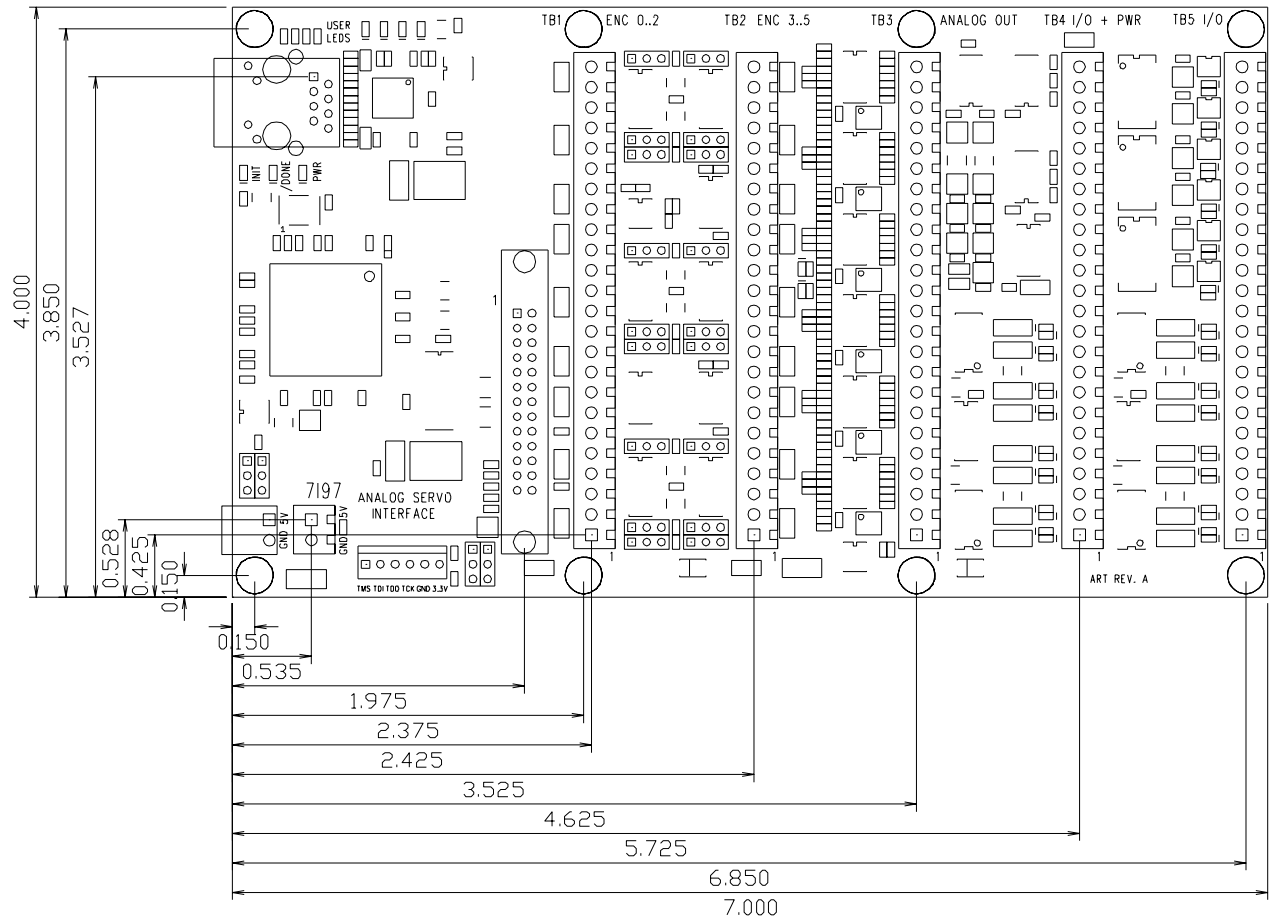 TB1 ENC 0..2 TB2 ENC 3..5 TB3 ANALOG OUT TB4 I/O + PWR TB5 I/O
USER
LEDS
INIT
/DONE
PWR
1
1
4.000
3.850
3.527
7I97
ANALOG SERVO
INTERFACE
GND 5V
GND 5V
0.528
0.425
0.150
1
1
1
1
1
TMS TDI TDO TCK GND 3.3V
ART REV. A
0.150
0.535
1.975
2.375
2.425
3.525
4.625
5.725
6.850
7.000